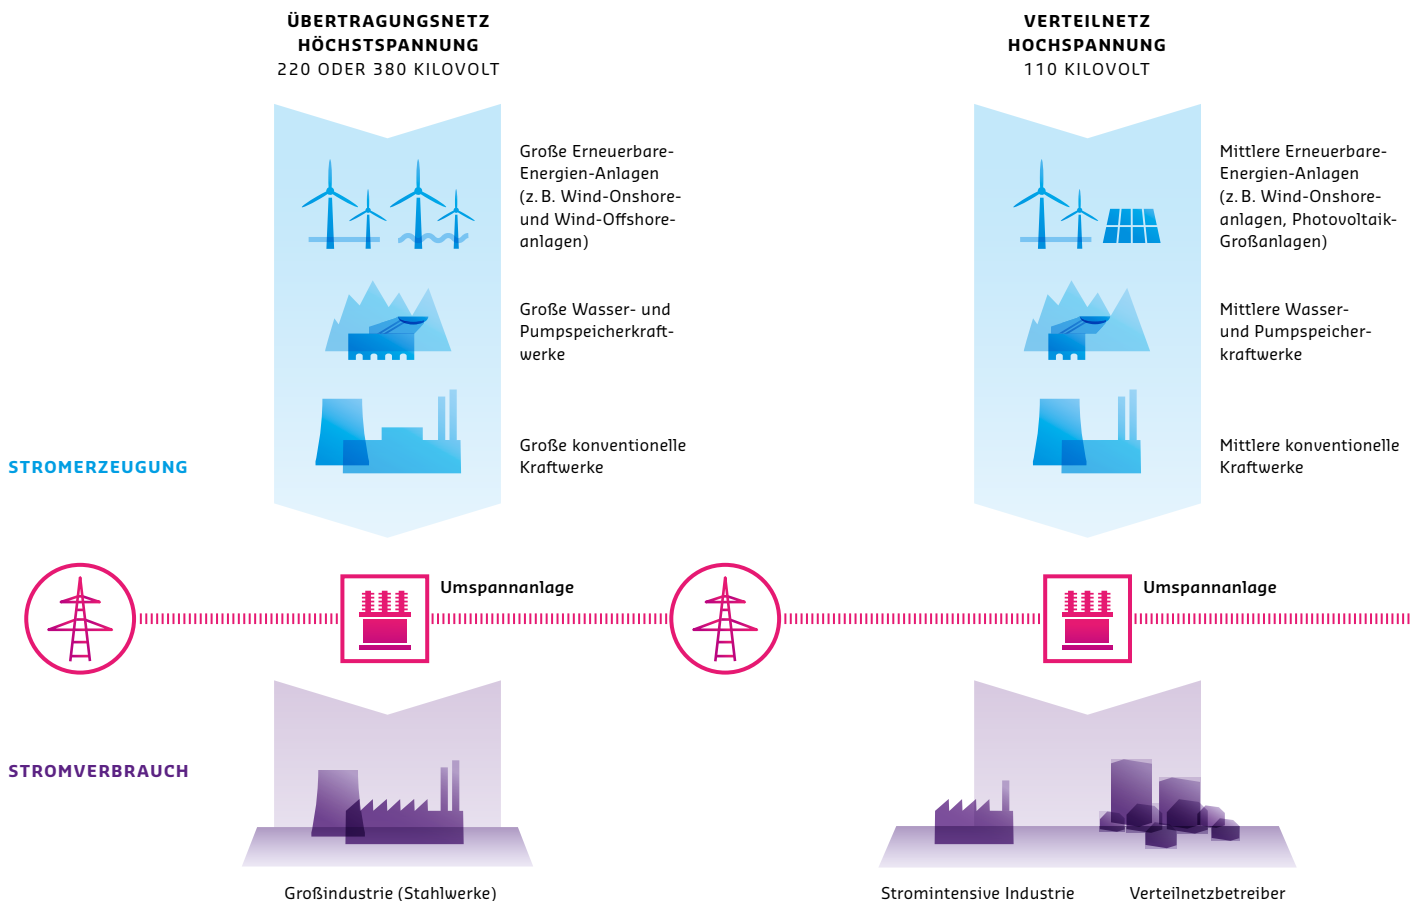 ÜBERTRAGUNGSNETZ
HÖCHSTSPANNUNG
220 ODER 380 KILOVOLT
VERTEILNETZ
HOCHSPANNUNG
110 KILOVOLT
Große Erneuerbare-
Energien-Anlagen
(z. B. Wind-Onshore-
und Wind-Offshore-
anlagen)
Mittlere Erneuerbare-
Energien-Anlagen
(z. B. Wind-Onshore-
anlagen, Photovoltaik-
Großanlagen)
Große Wasser- und
Pumpspeicherkraft-
werke
Mittlere Wasser-
und Pumpspeicher-
kraftwerke
Große konventionelle
Kraftwerke
Mittlere konventionelle
Kraftwerke
STROMERZEUGUNG
Umspannanlage
Umspannanlage
STROMVERBRAUCH
Großindustrie (Stahlwerke)
Stromintensive Industrie
Verteilnetzbetreiber